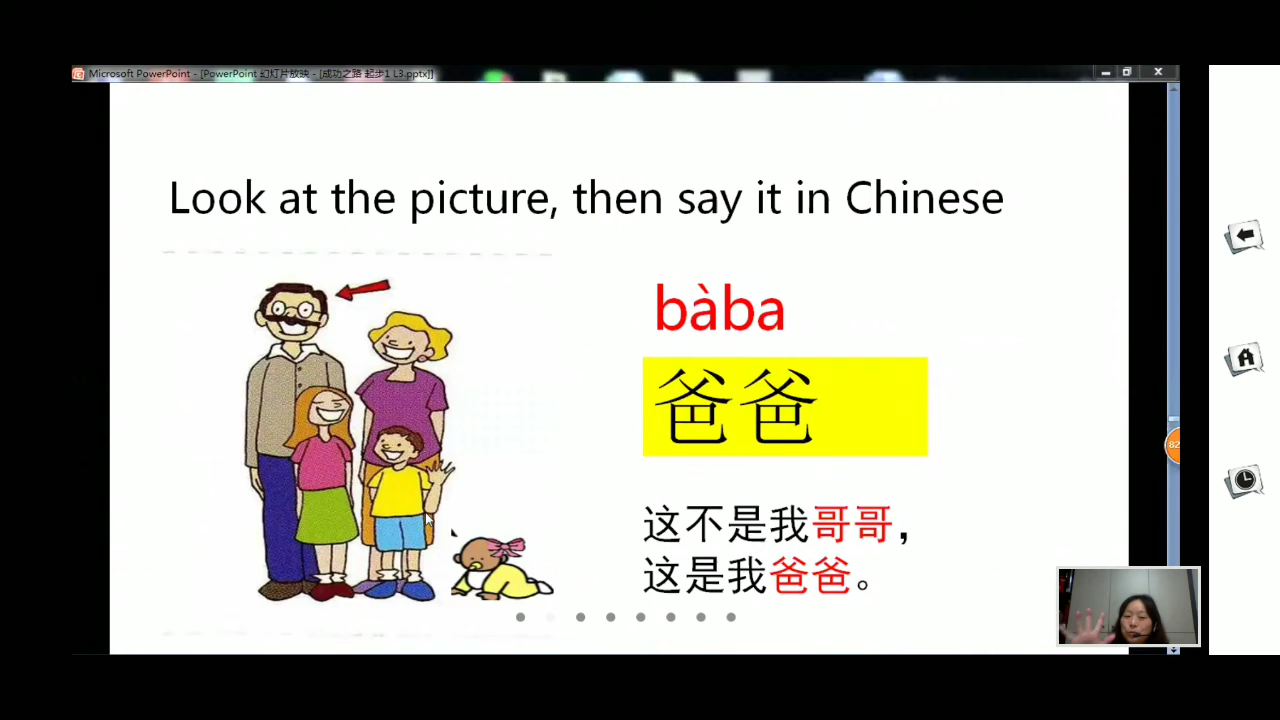 Microsoft PowerPoint - [PowerPoint 幻灯片放映 - [成功之路 起步1 L3.pptx]]
Look at the picture, then say it in Chinese
bàba
爸爸
这不是我哥哥，
这是我爸爸。
82